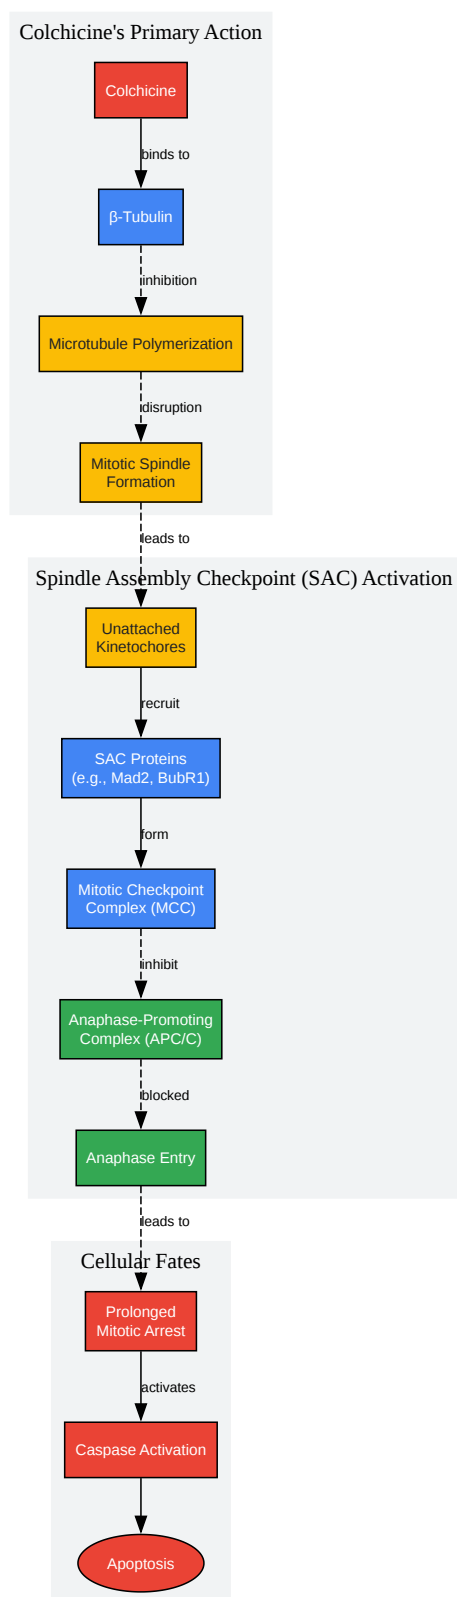 Colchicine's Primary Action
Colchicine
binds to
β-Tubulin
inhibition
Microtubule Polymerization
disruption
Mitotic Spindle
Formation
leads to
Spindle Assembly Checkpoint (SAC) Activation
Unattached
Kinetochores
recruit
SAC Proteins
(e.g., Mad2, BubR1)
form
Mitotic Checkpoint
Complex (MCC)
inhibit
Anaphase-Promoting
Complex (APC/C)
blocked
Anaphase Entry
leads to
Cellular Fates
Prolonged
Mitotic Arrest
activates
Caspase Activation
Apoptosis